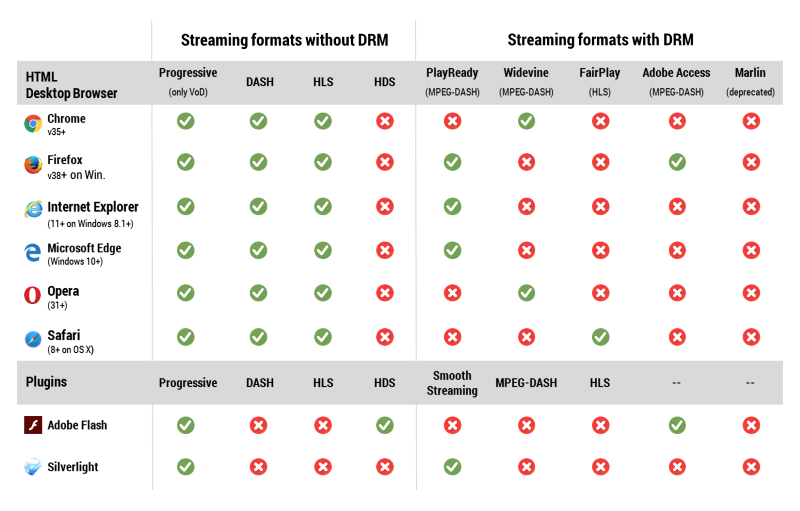 Streaming formats without DRM Streaming formats with DRM
HTML
Desktop Browser
Progressive
(only VoD)
DASH
HLS
HDS
PlayReady
(MPEG-DASH)
Widevine
(MPEG-DASH)
FairPlay
(HLS)
Adobe Access
(MPEG-DASH)
Marlin
(deprecated)
Chrome
v35+
Firefox
v38+ on Win.
Internet Explorer
(11+ on Windows 8.1+)
Microsoft Edge
(Windows 10+)
Opera
(31+)
Safari
(8+ on OS X)
Plugins
Progressive
DASH
HLS
HDS
Smooth
Streaming
MPEG-DASH
HLS
--
--
Adobe Flash
Silverlight